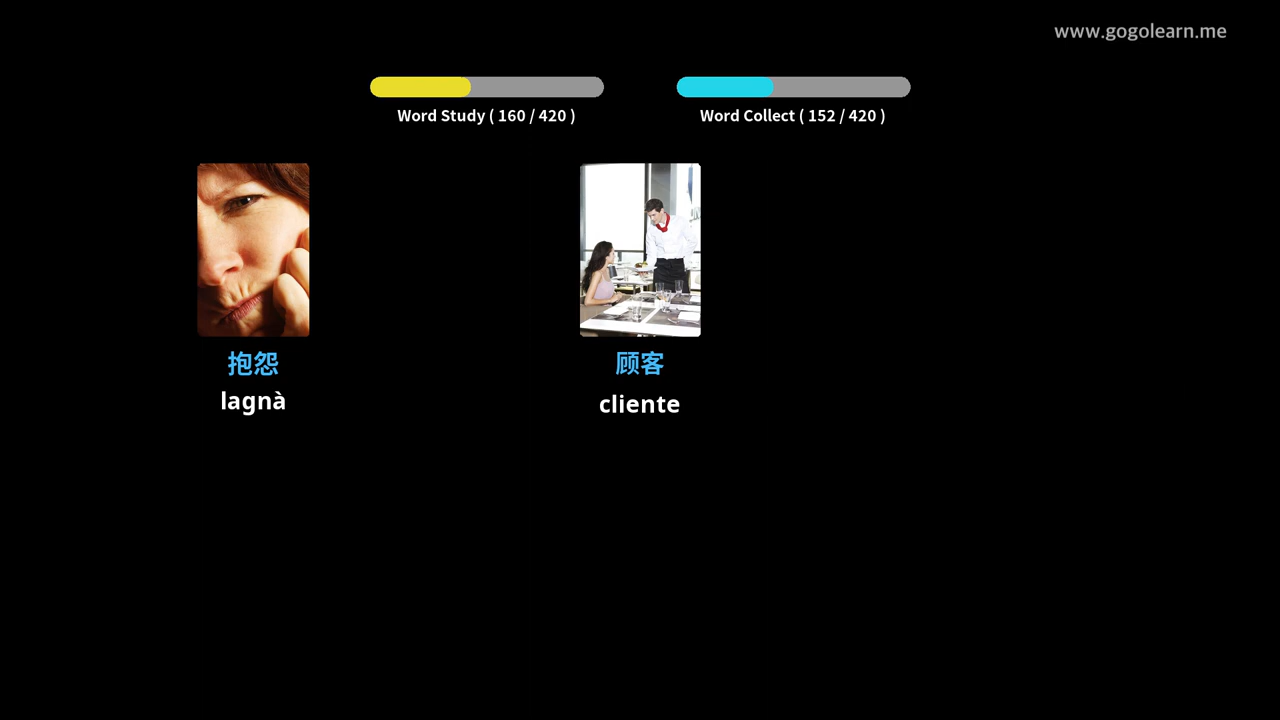 www.gogolearn.me
Word Study ( 160 / 420 )
Word Collect ( 152 / 420 )
抱怨
lagnà
顾客
cliente